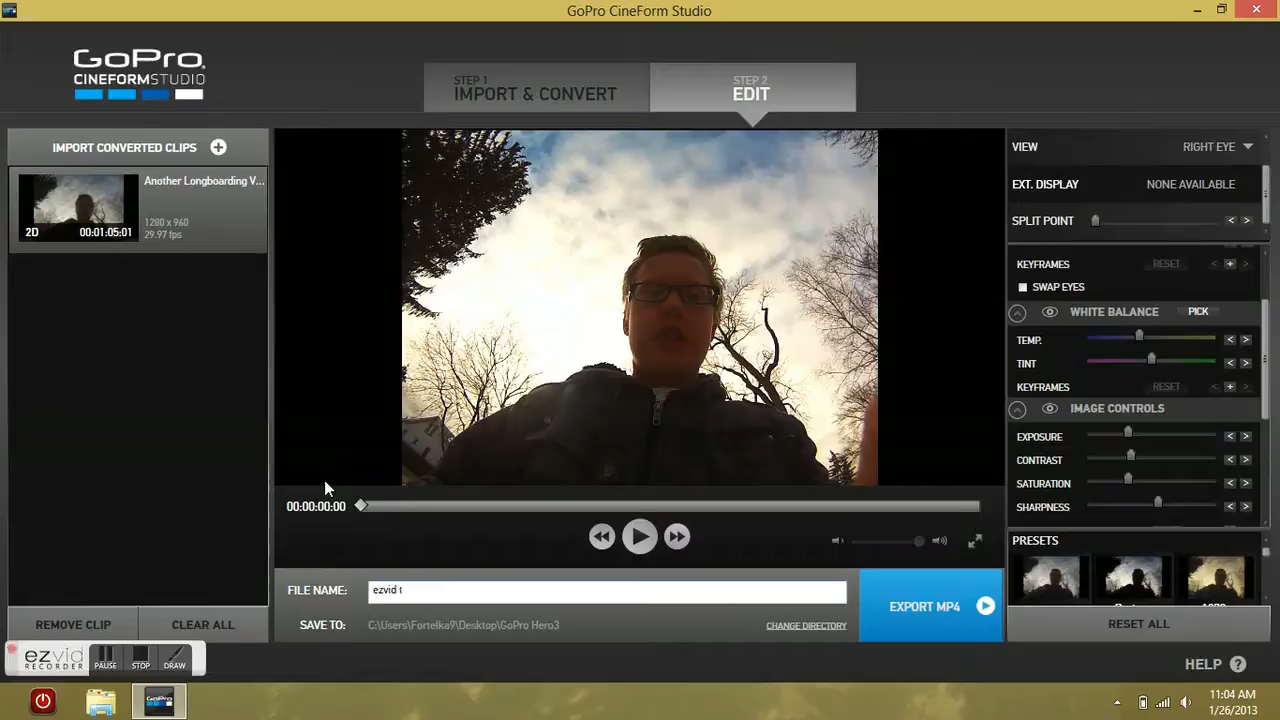 GoPro CineForm Studio
GoPro
CINEFORMSTUDIO
STEP 1
IMPORT & CONVERT
STEP 2
EDIT
IMPORT CONVERTED CLIPS
Another Longboarding V...
1280 x 960
29.97 fps
2D
00:01:05:01
VIEW
RIGHT EYE
EXT. DISPLAY
NONE AVAILABLE
SPLIT POINT
KEYFRAMES
RESET
SWAP EYES
WHITE BALANCE
PICK
TEMP.
TINT
KEYFRAMES
RESET
IMAGE CONTROLS
EXPOSURE
CONTRAST
SATURATION
SHARPNESS
PRESETS
RESET ALL
00:00:00:00
FILE NAME:
ezvid t
SAVE TO:
C:\Users\Fortelka9\Desktop\GoPro Hero3
CHANGE DIRECTORY
EXPORT MP4
REMOVE CLIP
CLEAR ALL
ezvid
RECORDER
PAUSE
STOP
DRAW
HELP ?
GoPro
11:04 AM
1/26/2013